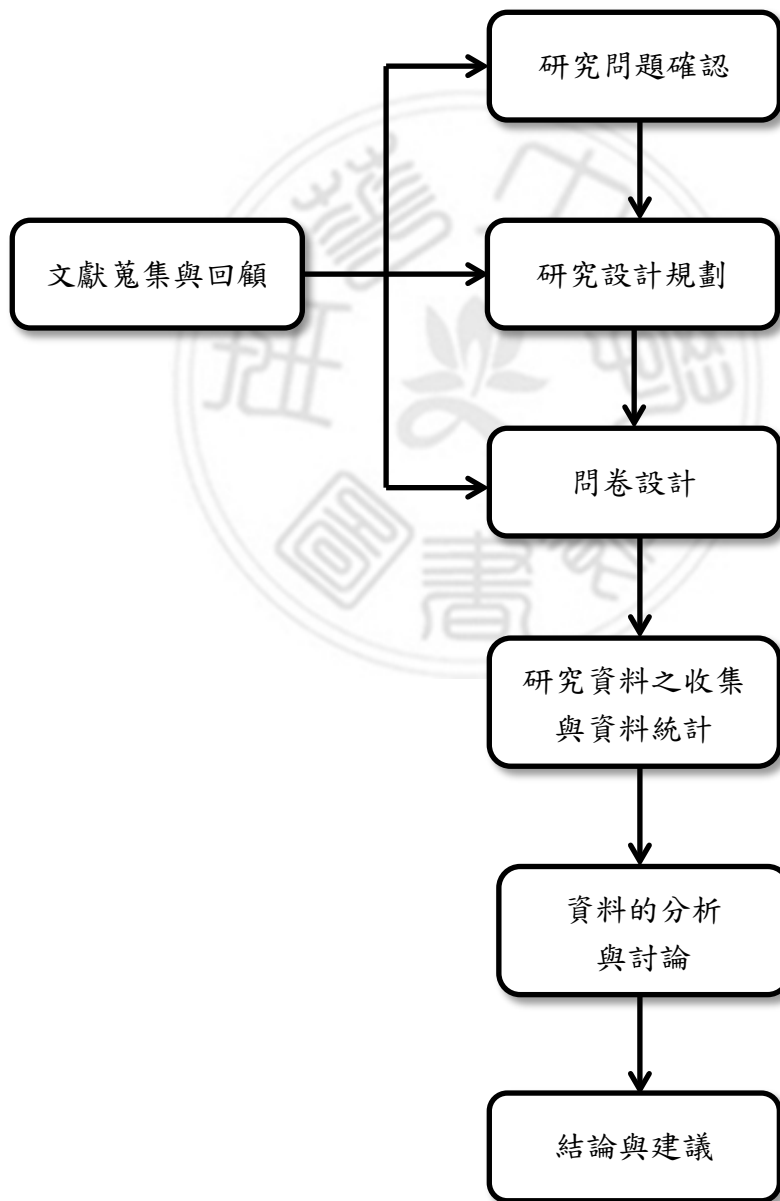 研究問題確認
文獻蒐集與回顧
研究設計規劃
問卷設計
研究資料之收集
與資料統計
資料的分析
與討論
結論與建議